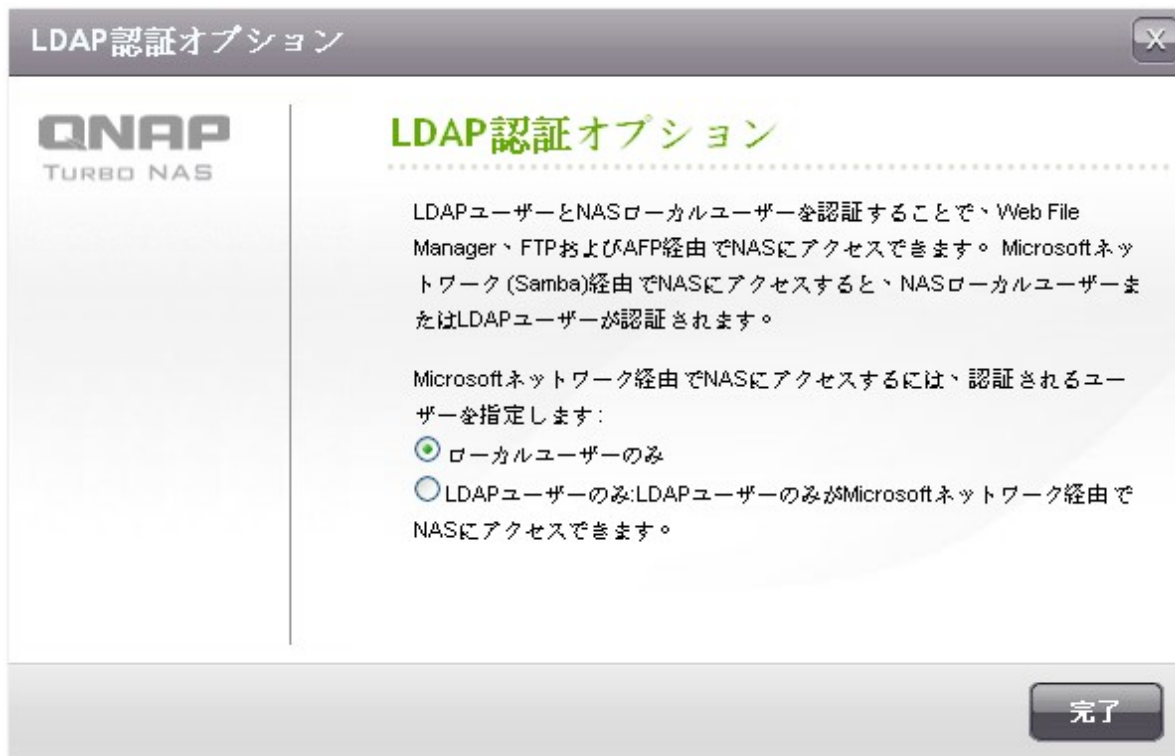 LDAP認証オプション
X
QNAP
TURBO NAS
LDAP認証オプション
LDAPユーザーとNASローカルユーザーを認証することで、Web File
Manager、FTPおよびAFP経由でNASにアクセスできます。 Microsoftネッ
トワーク (Samba)経由でNASにアクセスすると、NASローカルユーザーま
たはLDAPユーザーが認証されます。
Microsoftネットワーク経由でNASにアクセスするには、認証されるユー
ザーを指定します:
ローカルユーザーのみ
LDAPユーザーのみ:LDAPユーザーのみがMicrosoftネットワーク経由で
NASにアクセスできます。
完了